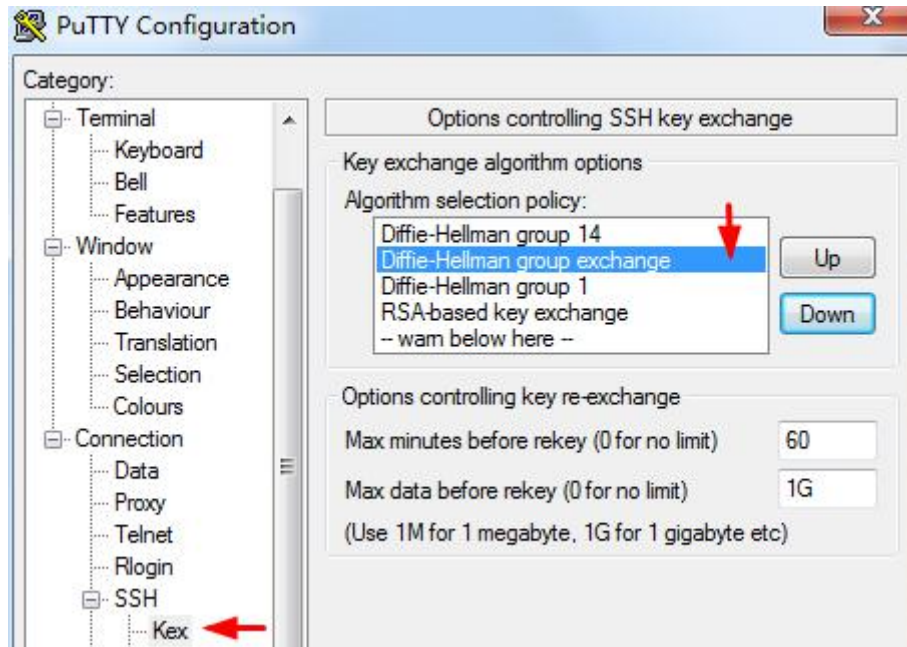 PuTTY Configuration
Category:
Terminal
Keyboard
Bell
Features
Window
Appearance
Behaviour
Translation
Selection
Colours
Connection
Data
Proxy
Telnet
Rlogin
SSH
Kex
Options controlling SSH key exchange
Key exchange algorithm options
Algorithm selection policy:
Diffie-Hellman group 14
Diffie-Hellman group exchange
Diffie-Hellman group 1
RSA-based key exchange
-- warn below here --
Up
Down
Options controlling key re-exchange
Max minutes before rekey (0 for no limit) 60
Max data before rekey (0 for no limit) 1G
(Use 1M for 1 megabyte, 1G for 1 gigabyte etc)